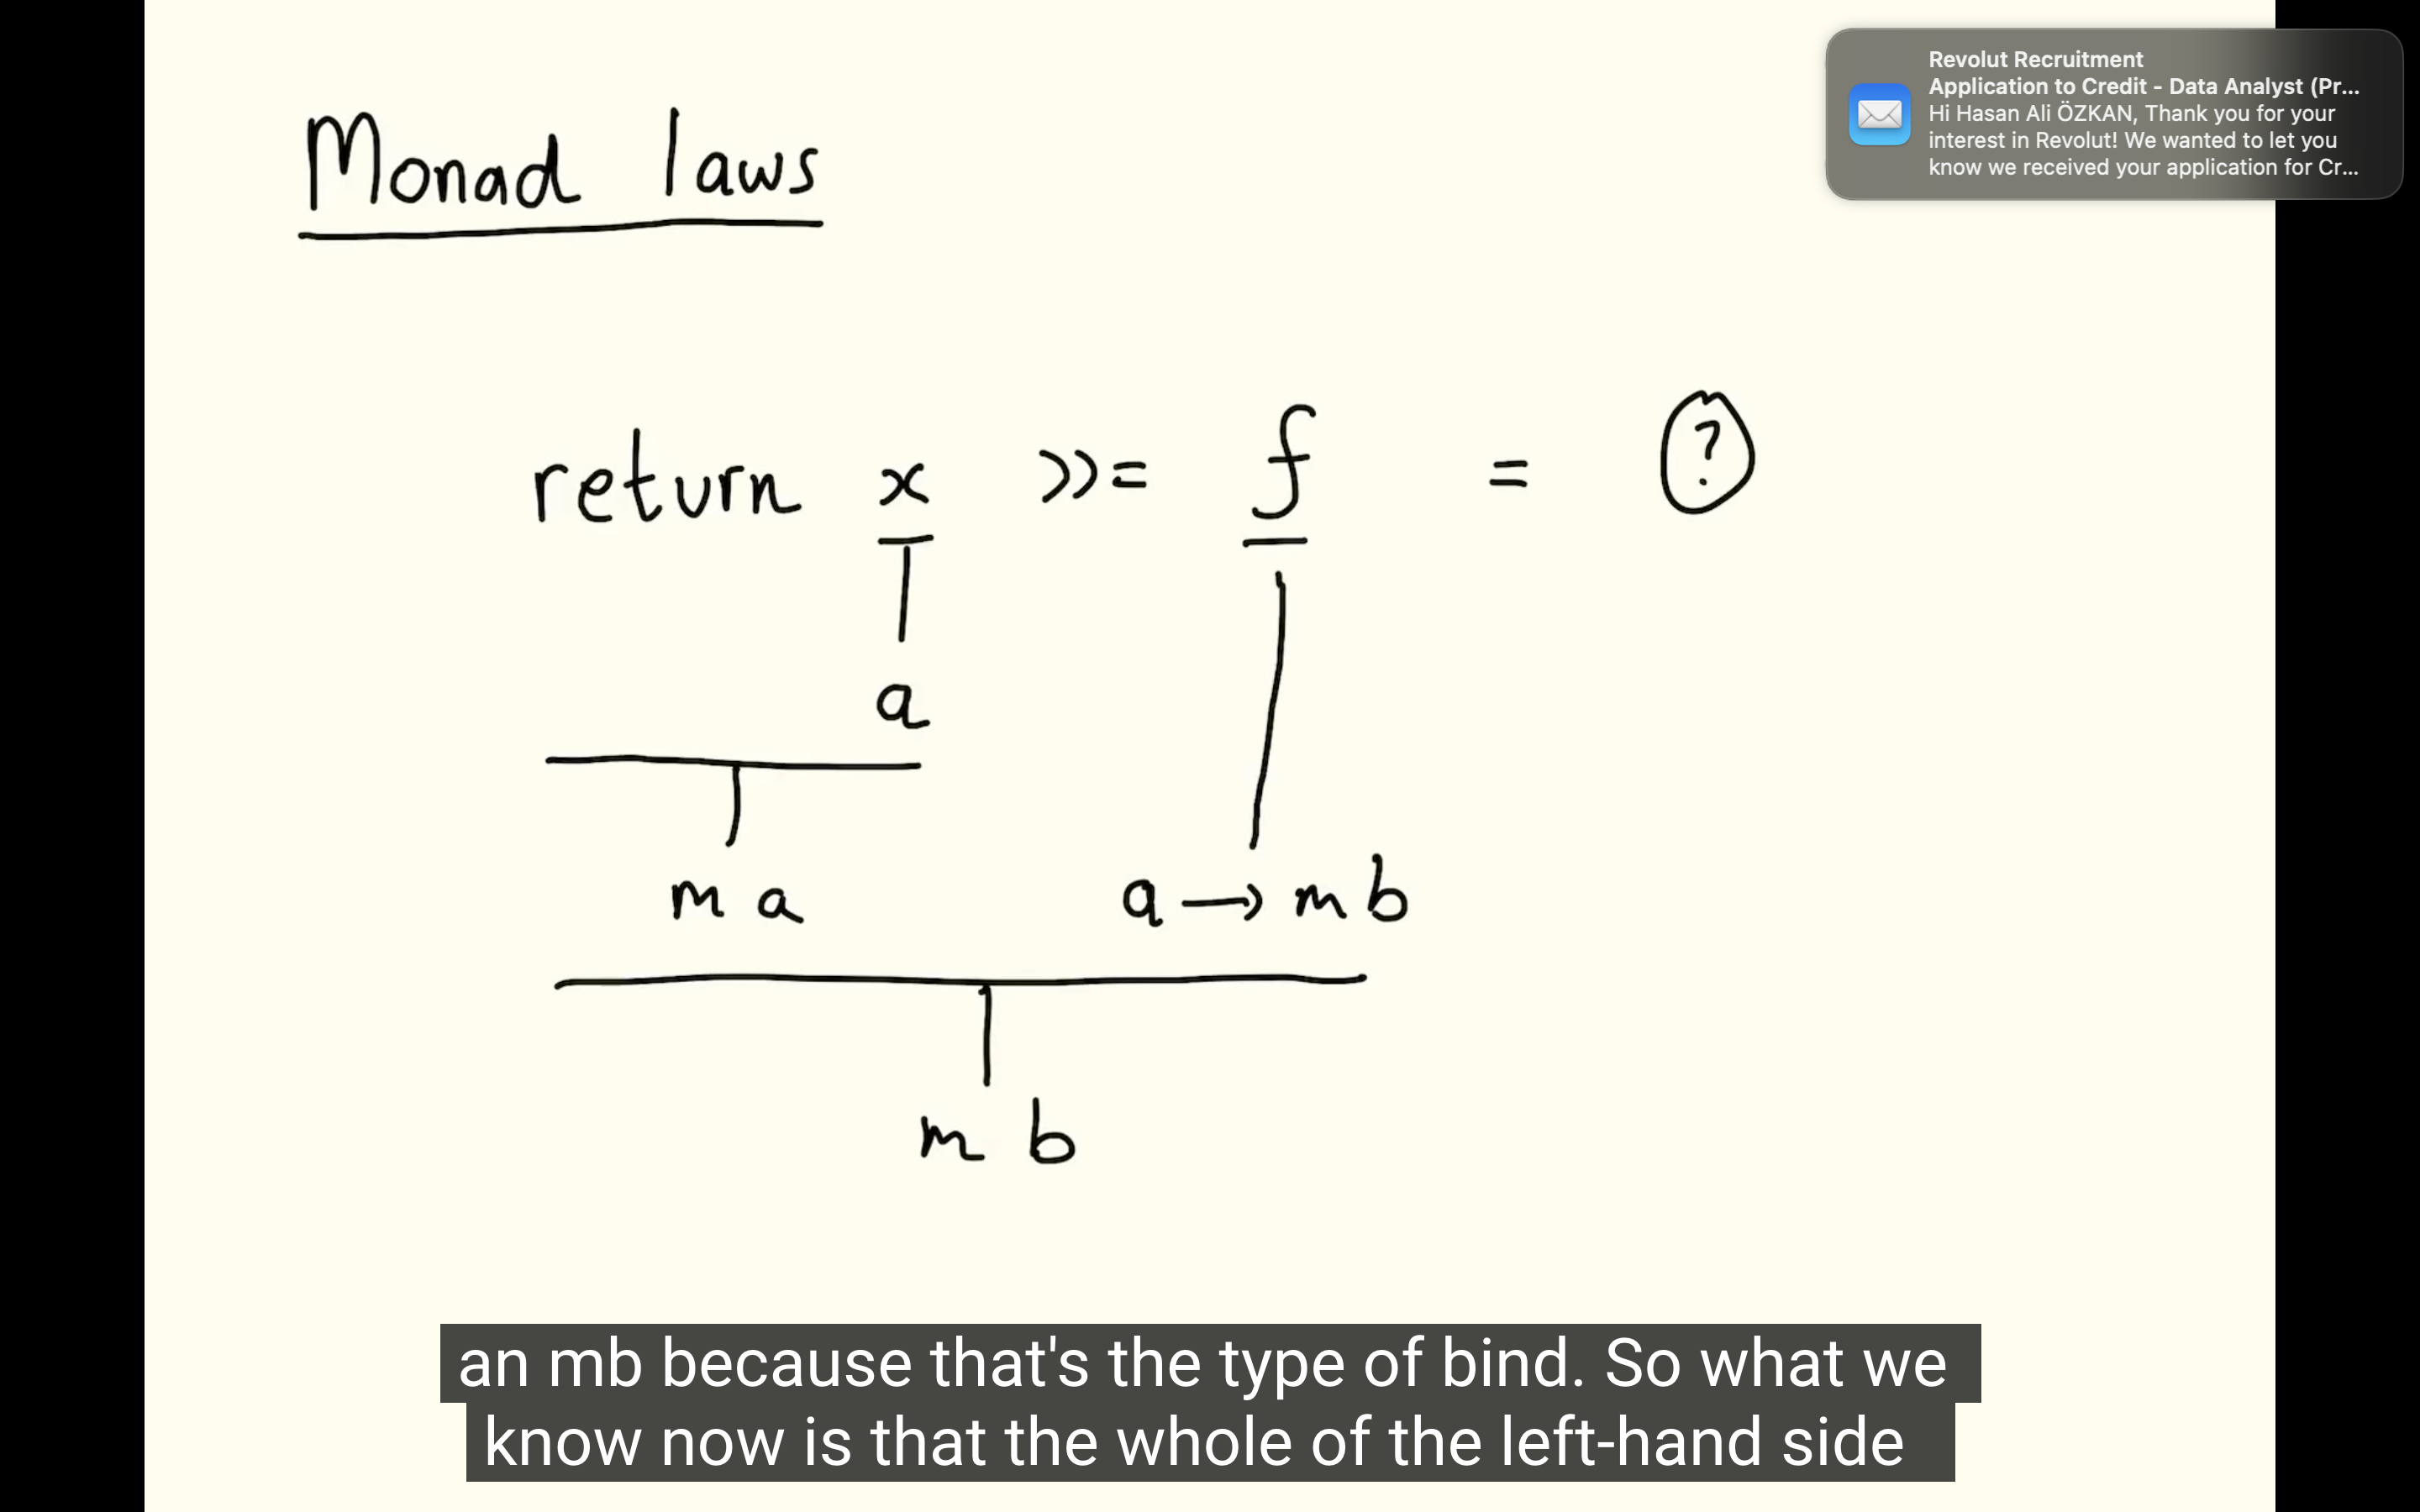 Monad laws
Revolut Recruitment
Application to Credit - Data Analyst (Pr...
Hi Hasan Ali ÖZKAN, Thank you for your
interest in Revolut! We wanted to let you
know we received your application for Cr...
return x >>= f = ?
a
m a a → m b
m b
an mb because that's the type of bind. So what we
know now is that the whole of the left-hand side